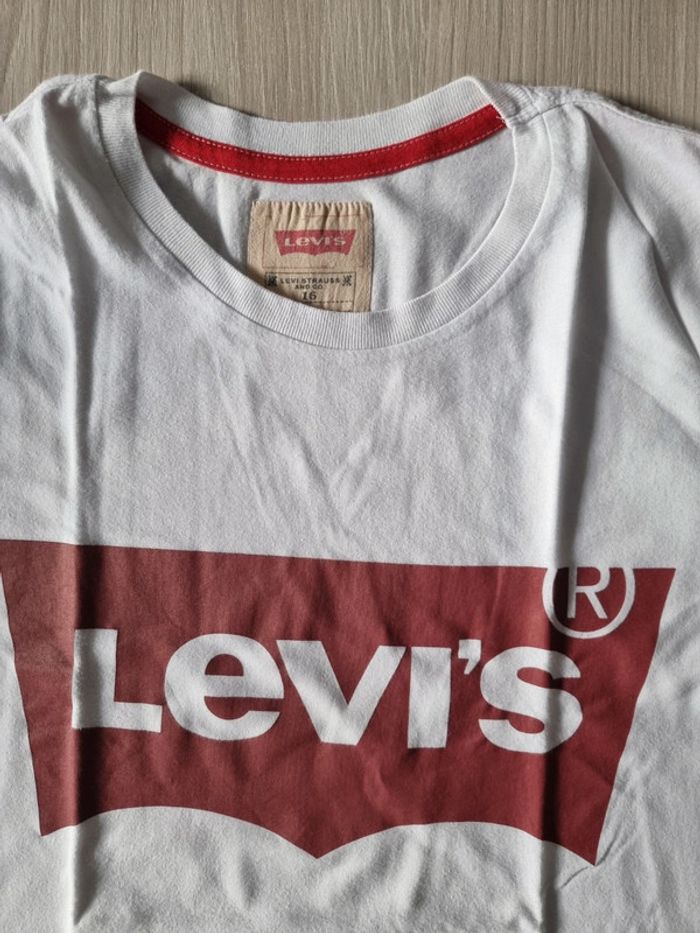 LEVI'S
LEVI STRAUSS
AND CO
16
LEVI'S
®